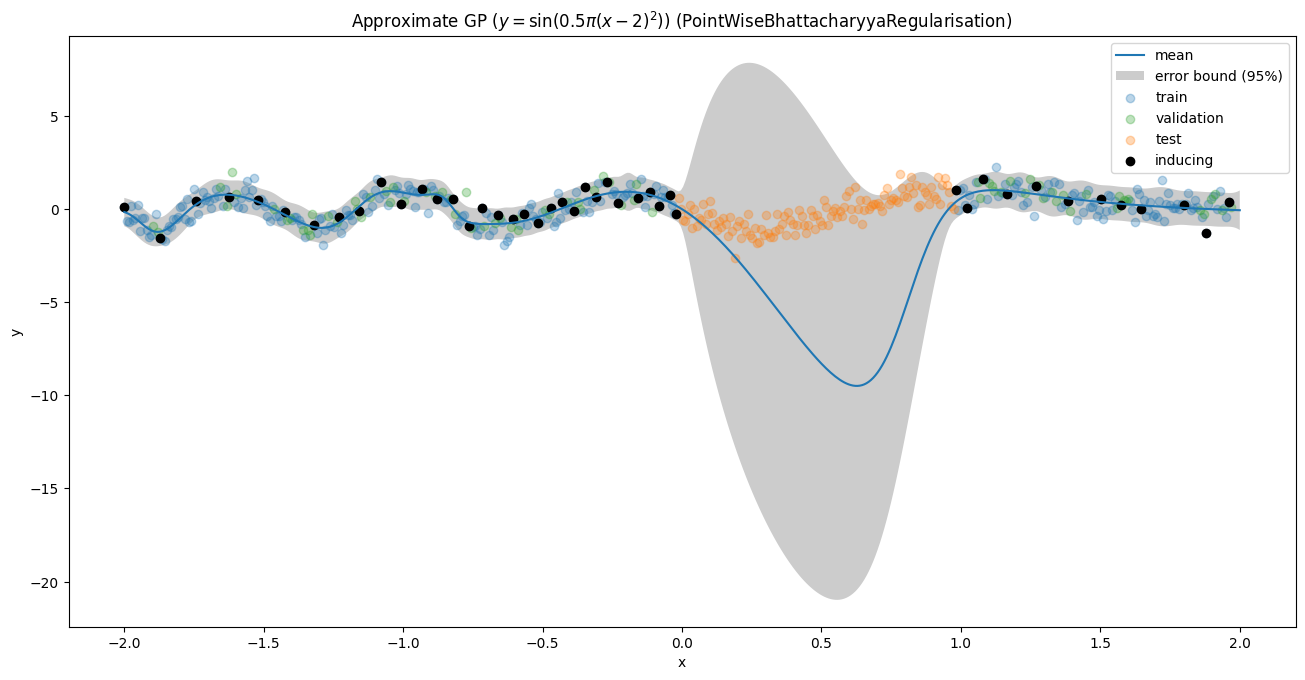 Approximate GP (y = sin(0.5π(x − 2)²)) (PointWiseBhattacharyyaRegularisation)
mean
error bound (95%)
train
validation
test
inducing
5
0
−5
−10
−15
−20
y
−2.0 −1.5 −1.0 −0.5 0.0 0.5 1.0 1.5 2.0
x